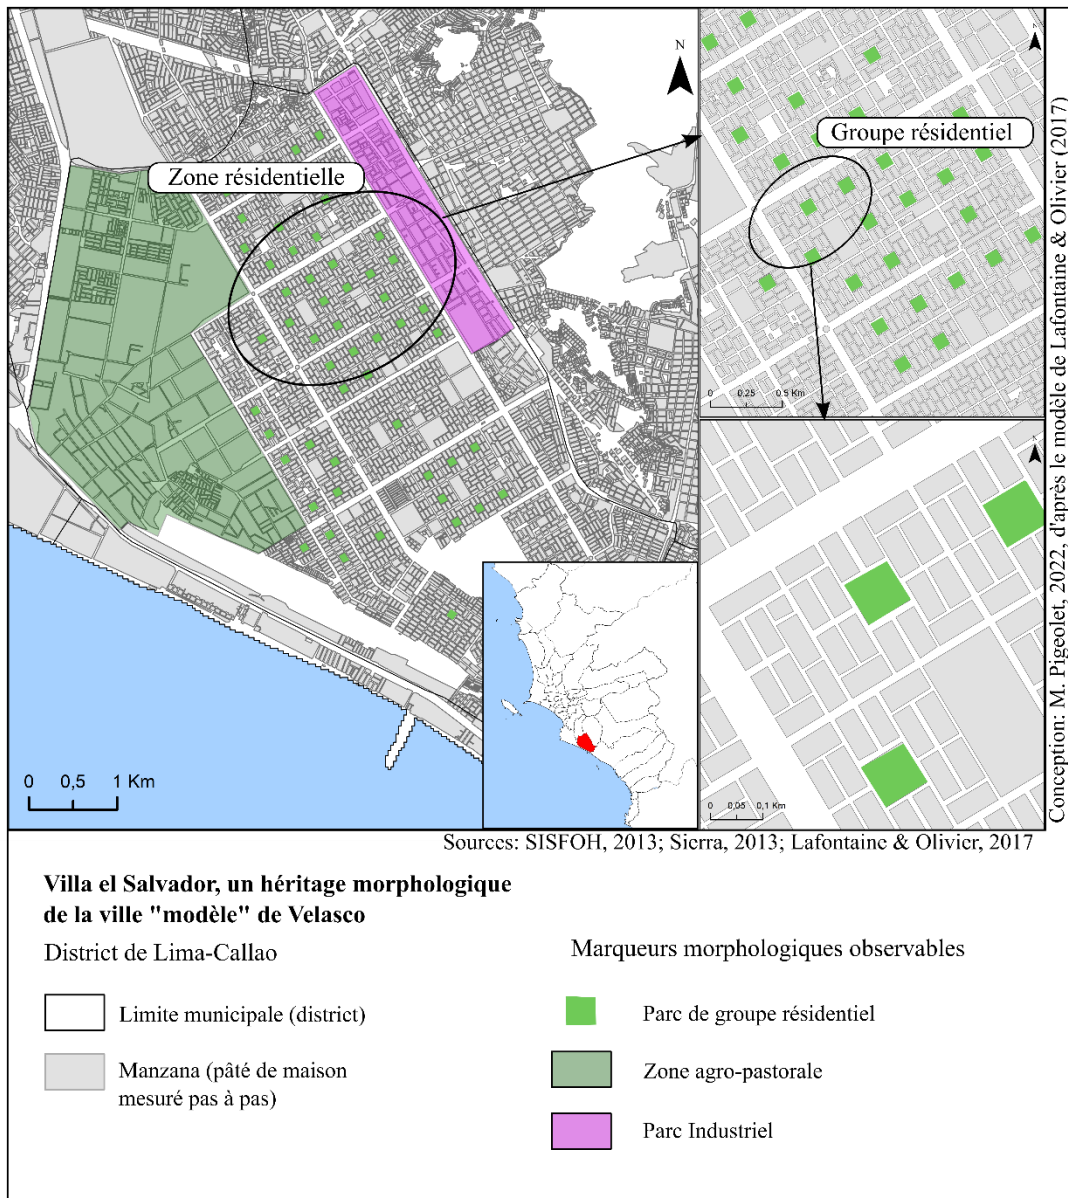 N
Zone résidentielle
0 0,5 1 Km
N
Groupe résidentiel
0 0,25 0,5 Km
N
0 0,05 0,1 Km
Conception: M. Pigeolet, 2022, d'après le modèle de Lafontaine & Olivier (2017)
Sources: SISFOH, 2013; Sierra, 2013; Lafontaine & Olivier, 2017
Villa el Salvador, un héritage morphologique
de la ville "modèle" de Velasco
District de Lima-Callao
Limite municipale (district)
Manzana (pâté de maison
mesuré pas à pas)
Marqueurs morphologiques observables
Parc de groupe résidentiel
Zone agro-pastorale
Parc Industriel